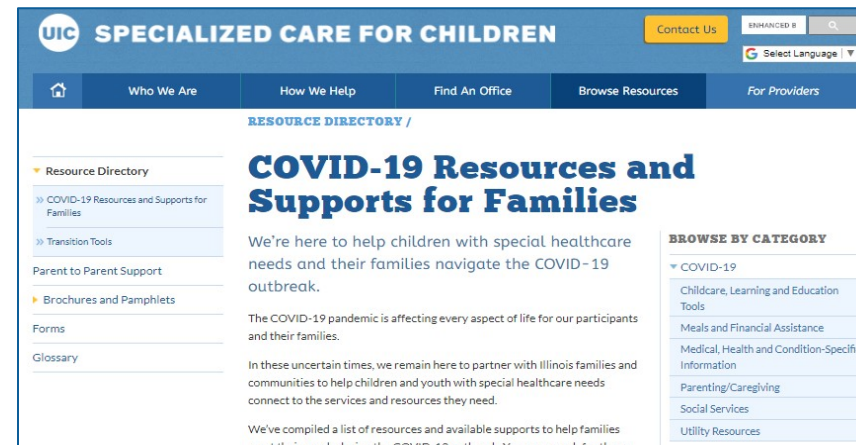 UIC SPECIALIZED CARE FOR CHILDREN
Contact Us
ENHANCED B
G Select Language
Who We Are
How We Help
Find An Office
Browse Resources
For Providers
RESOURCE DIRECTORY /
Resource Directory
COVID-19 Resources and Supports for
Families
Transition Tools
Parent to Parent Support
Brochures and Pamphlets
Forms
Glossary
COVID-19 Resources and
Supports for Families
We're here to help children with special healthcare
needs and their families navigate the COVID-19
outbreak.
The COVID-19 pandemic is affecting every aspect of life for our participants
and their families.
In these uncertain times, we remain here to partner with Illinois families and
communities to help children and youth with special healthcare needs
connect to the services and resources they need.
We've compiled a list of resources and available supports to help families
BROWSE BY CATEGORY
COVID-19
Childcare, Learning and Education
Tools
Meals and Financial Assistance
Medical, Health and Condition-Specifi
Information
Parenting/Caregiving
Social Services
Utility Resources